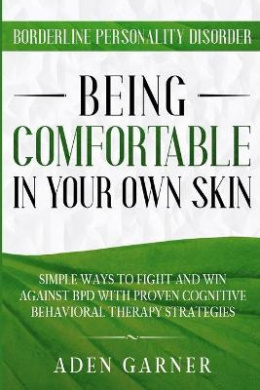 BORDERLINE PERSONALITY DISORDER
BEING
COMFORTABLE
IN YOUR OWN SKIN
SIMPLE WAYS TO FIGHT AND WIN
AGAINST BPD WITH PROVEN COGNITIVE
BEHAVIORAL THERAPY STRATEGIES
ADEN GARNER